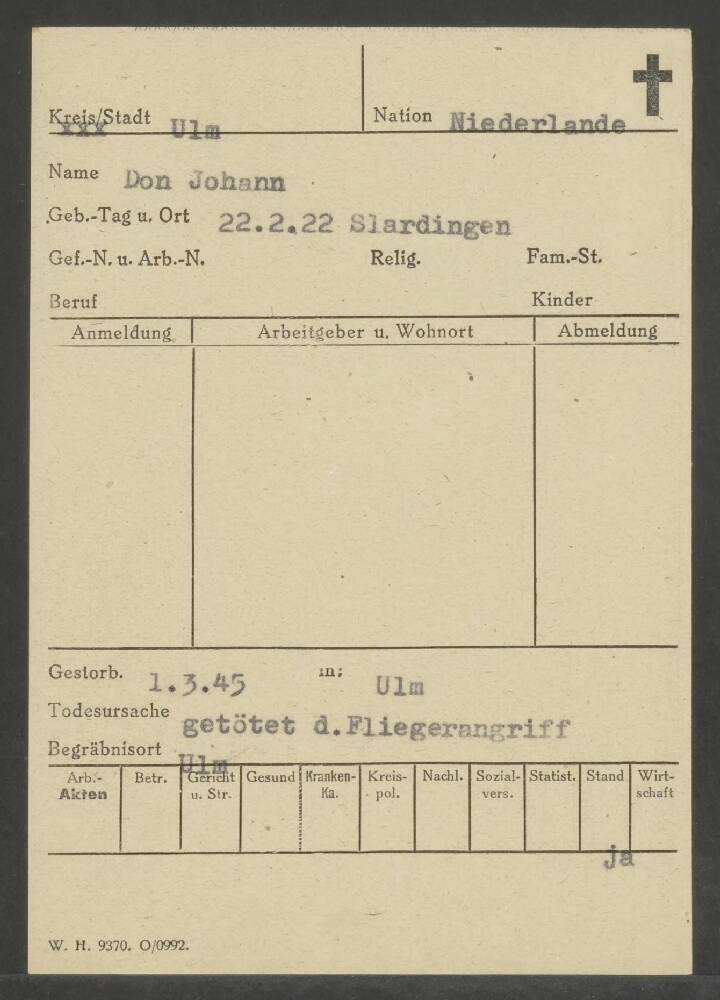 Kreis/Stadt Ulm Nation Niederlande
xxx
Name Don Johann
Geb.-Tag u. Ort 22.2.22 Slardingen
Gef.-N. u. Arb.-N. Relig. Fam.-St.
Beruf Kinder
Anmeldung Arbeitgeber u. Wohnort Abmeldung
Gestorb. 1.3.45 in: Ulm
Todesursache getötet d.Fliegerangriff
Begräbnisort Ulm
Arb.- Betr. Gericht Gesund Kranken- Kreis- Nachl. Sozial- Statist. Stand Wirt-
Akten u. Str. Ka. pol. vers. schaft
ja
W. H. 9370. O/0992.